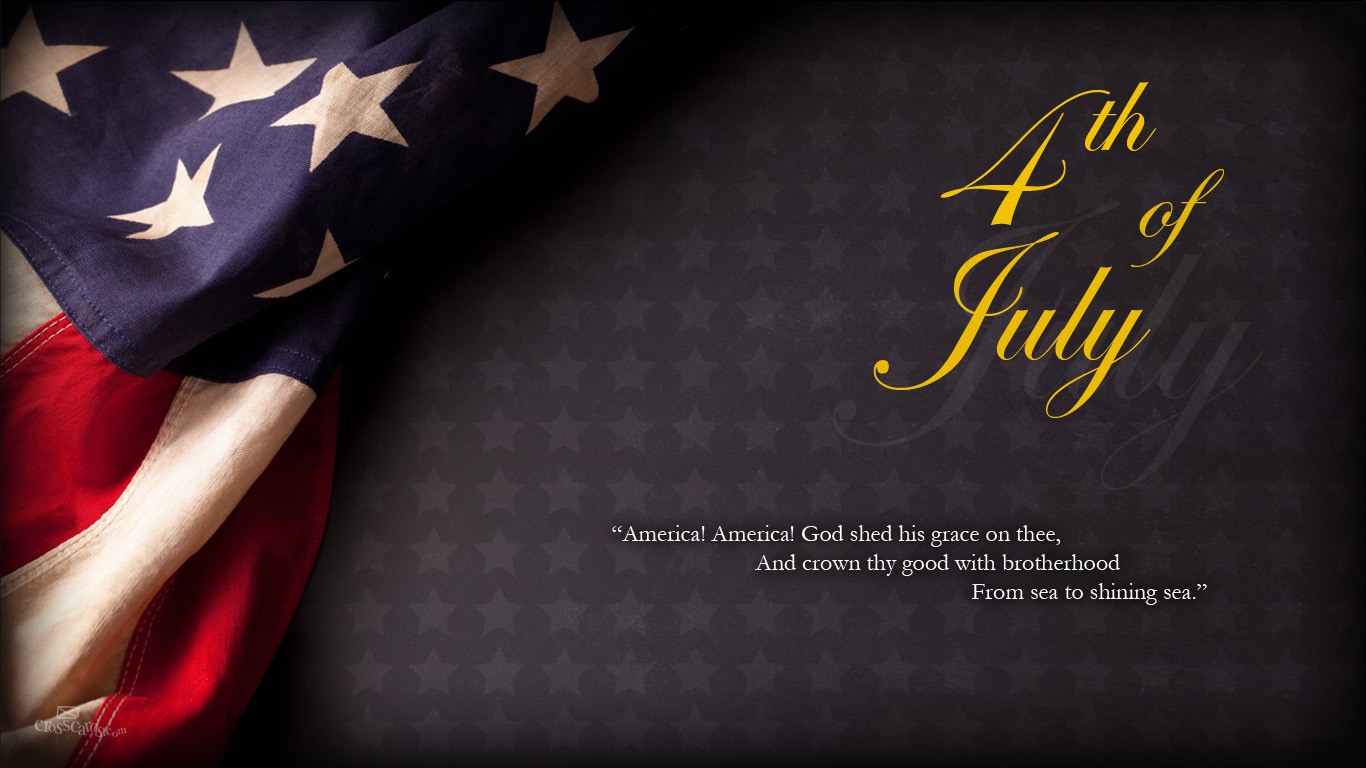 4th
of
July
“America! America! God shed his grace on thee,
And crown thy good with brotherhood
From sea to shining sea.”
crosscards.com